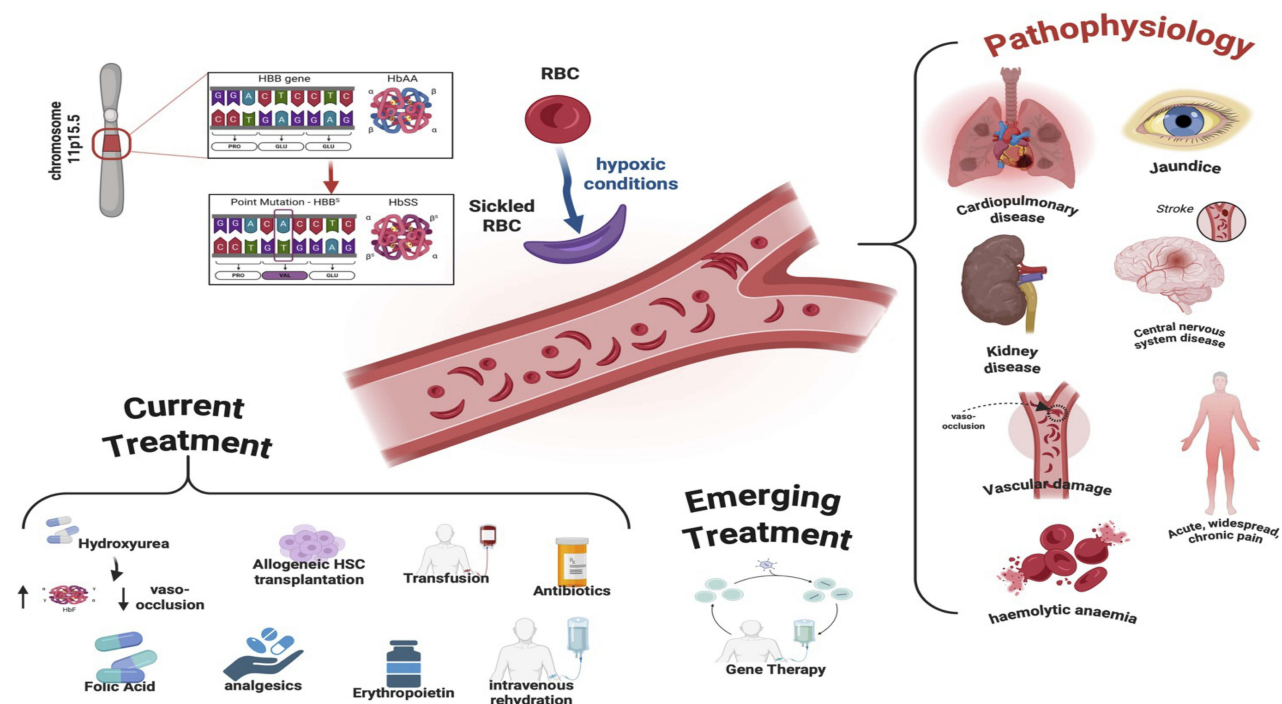 chromosome
11p15.5
HBB gene
HbAA
G G A C T C C T C
C C T G A G G A G
PRO GLU GLU
α β
β α
Point Mutation - HBBˢ
HbSS
G G A C A C C T C
C C T G T G G A G
PRO VAL GLU
α βˢ
βˢ α
RBC
hypoxic
conditions
Sickled
RBC
Pathophysiology
Cardiopulmonary
disease
Jaundice
Stroke
Kidney
disease
Central nervous
system disease
vaso-
occlusion
Vascular damage
Acute, widespread,
chronic pain
haemolytic anaemia
Current
Treatment
Hydroxyurea
HbF
vaso-
occlusion
Allogeneic HSC
transplantation
Transfusion
Antibiotics
Folic Acid
analgesics
Erythropoietin
intravenous
rehydration
Emerging
Treatment
Gene Therapy